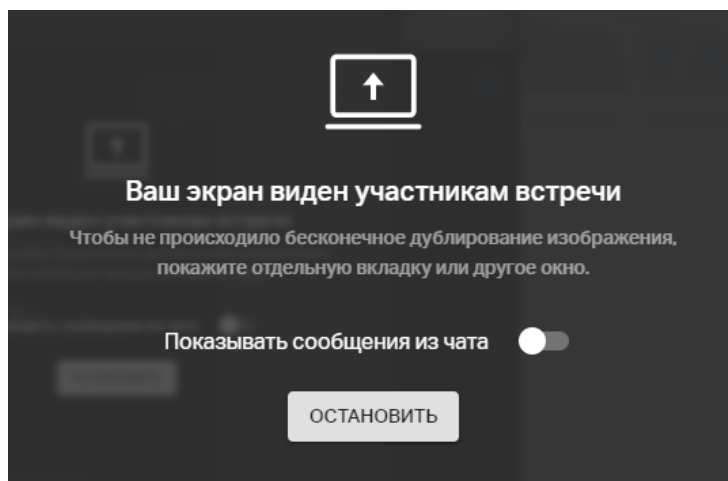 Ваш экран виден участникам встречи
Чтобы не происходило бесконечное дублирование изображения,
покажите отдельную вкладку или другое окно.
Показывать сообщения из чата
ОСТАНОВИТЬ